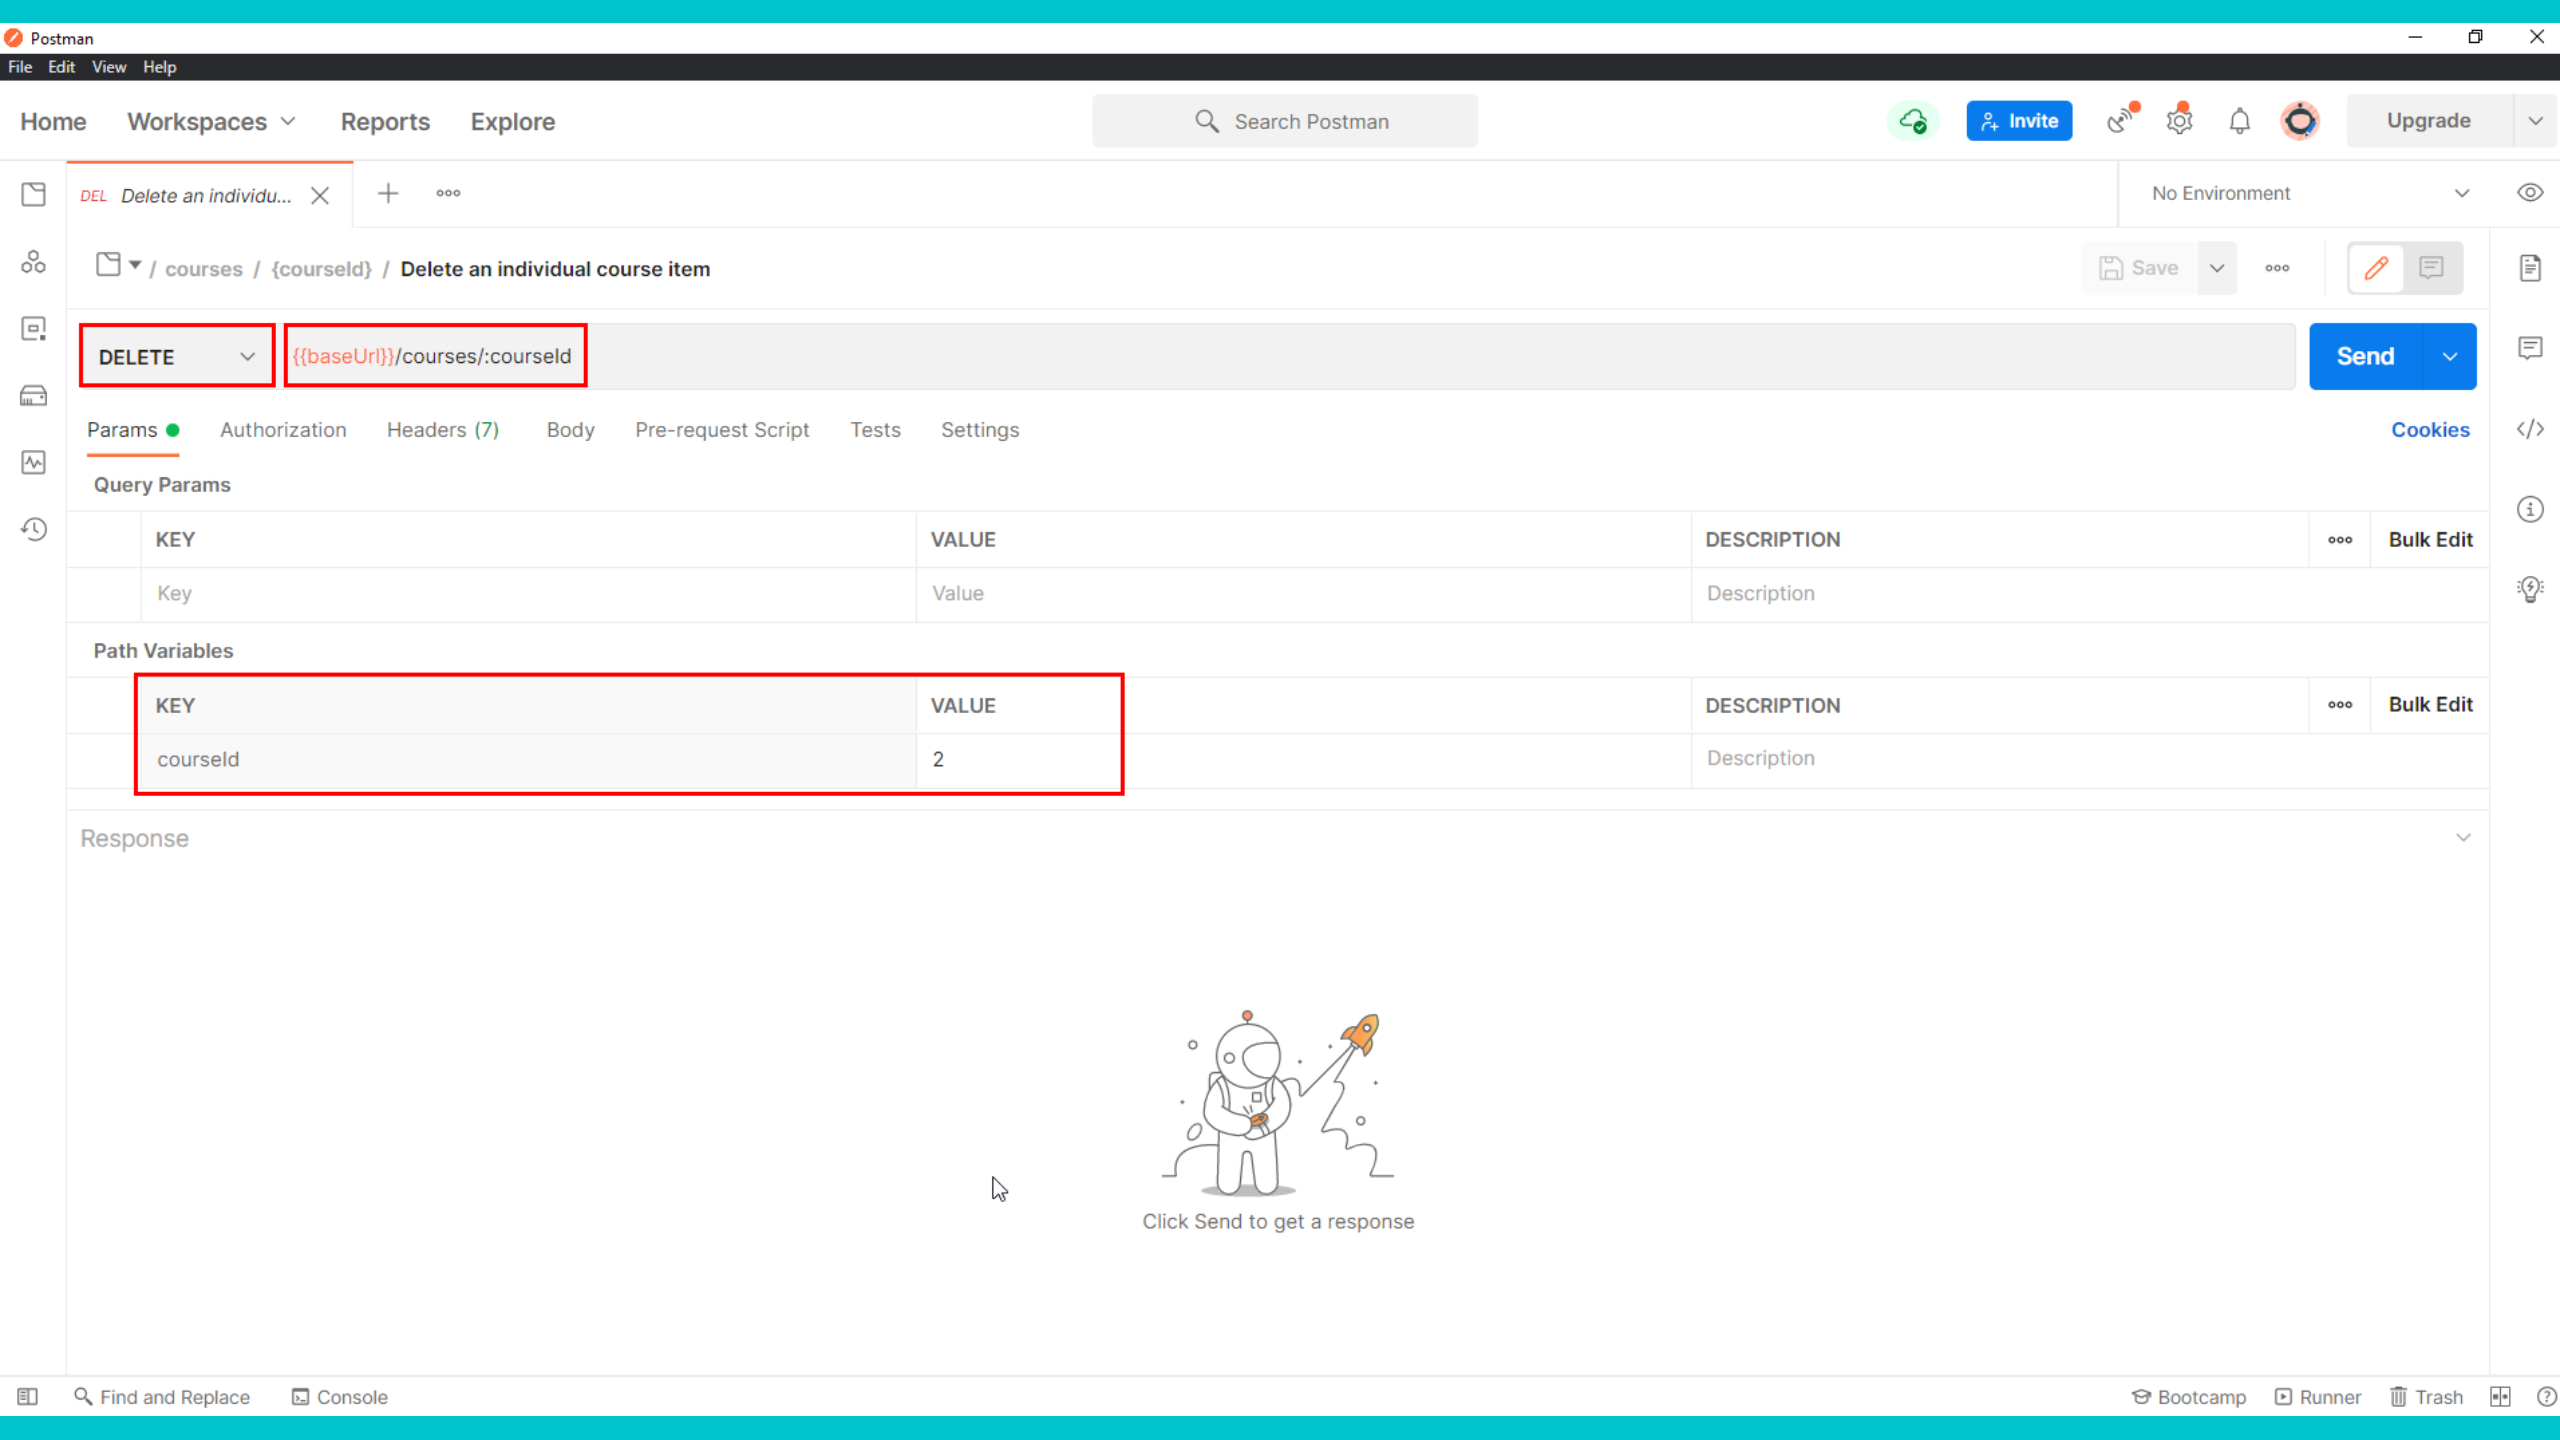 Postman
File Edit View Help
Home Workspaces Reports Explore Search Postman Invite Upgrade
DEL Delete an individu... No Environment
/ courses / {courseId} / Delete an individual course item Save
DELETE {{baseUrl}}/courses/:courseId Send
Params Authorization Headers (7) Body Pre-request Script Tests Settings Cookies
Query Params
KEY VALUE DESCRIPTION Bulk Edit
Key Value Description
Path Variables
KEY VALUE DESCRIPTION Bulk Edit
courseId 2 Description
Response
Click Send to get a response
Find and Replace Console Bootcamp Runner Trash